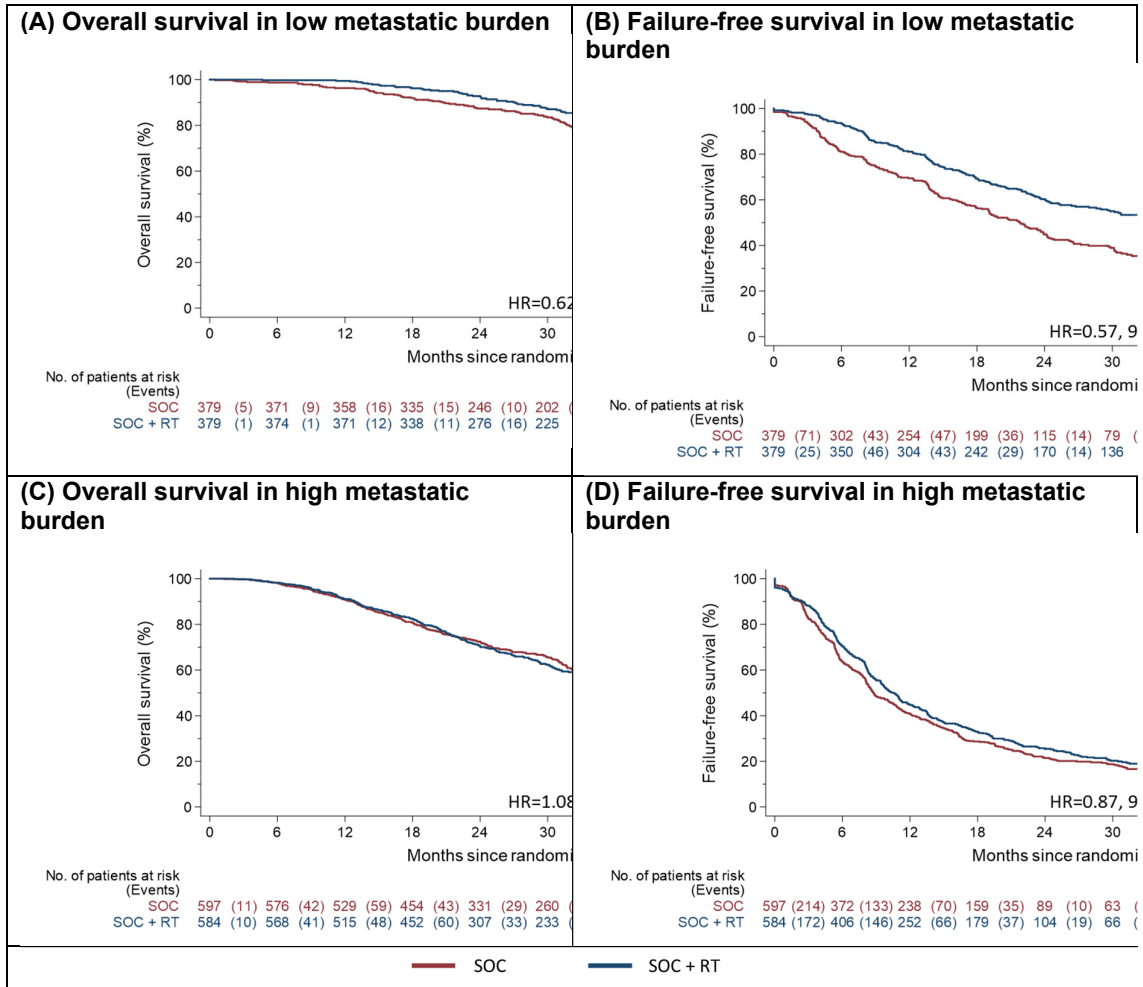 (A) Overall survival in low metastatic burden
100
80
60
40
20
0
Overall survival (%)
HR=0.62
0 6 12 18 24 30
Months since randomi
No. of patients at risk
(Events)
SOC 379 (5) 371 (9) 358 (16) 335 (15) 246 (10) 202 (
SOC + RT 379 (1) 374 (1) 371 (12) 338 (11) 276 (16) 225
(B) Failure-free survival in low metastatic
burden
100
80
60
40
20
0
Failure-free survival (%)
HR=0.57, 9
0 6 12 18 24 30
Months since randomi
No. of patients at risk
(Events)
SOC 379 (71) 302 (43) 254 (47) 199 (36) 115 (14) 79 (
SOC + RT 379 (25) 350 (46) 304 (43) 242 (29) 170 (14) 136
(C) Overall survival in high metastatic
burden
100
80
60
40
20
0
Overall survival (%)
HR=1.08
0 6 12 18 24 30
Months since randomi
No. of patients at risk
(Events)
SOC 597 (11) 576 (42) 529 (59) 454 (43) 331 (29) 260 (
SOC + RT 584 (10) 568 (41) 515 (48) 452 (60) 307 (33) 233 (
(D) Failure-free survival in high metastatic
burden
100
80
60
40
20
0
Failure-free survival (%)
HR=0.87, 9
0 6 12 18 24 30
Months since randomi
No. of patients at risk
(Events)
SOC 597 (214) 372 (133) 238 (70) 159 (35) 89 (10) 63 (
SOC + RT 584 (172) 406 (146) 252 (66) 179 (37) 104 (19) 66 (
SOC SOC + RT